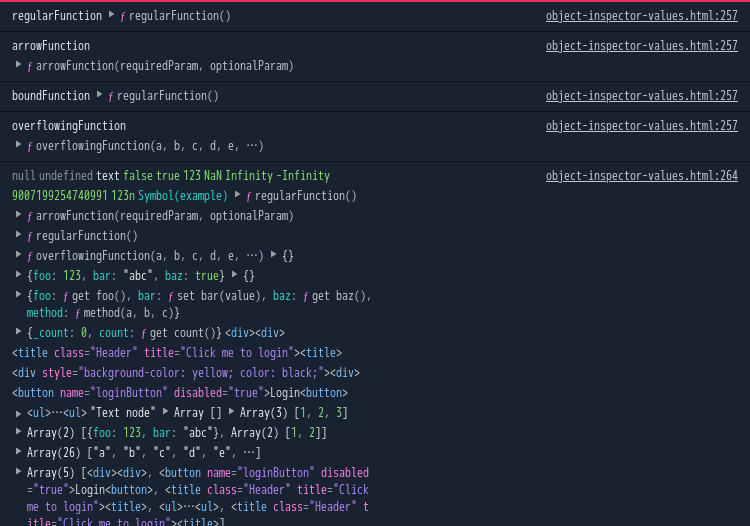 regularFunction ▶ ƒ regularFunction() object-inspector-values.html:257
arrowFunction object-inspector-values.html:257
▶ ƒ arrowFunction(requiredParam, optionalParam)
boundFunction ▶ ƒ regularFunction() object-inspector-values.html:257
overflowingFunction object-inspector-values.html:257
▶ ƒ overflowingFunction(a, b, c, d, e, …)
null undefined text false true 123 NaN Infinity -Infinity object-inspector-values.html:264
9007199254740991 123n Symbol(example) ▶ ƒ regularFunction()
▶ ƒ arrowFunction(requiredParam, optionalParam)
▶ ƒ regularFunction()
▶ ƒ overflowingFunction(a, b, c, d, e, …) ▶ {}
▶ {foo: 123, bar: "abc", baz: true} ▶ {}
▶ {foo: ƒ get foo(), bar: ƒ set bar(value), baz: ƒ get baz(),
method: ƒ method(a, b, c)}
▶ {_count: 0, count: ƒ get count()} <div><div>
<title class="Header" title="Click me to login"><title>
<div style="background-color: yellow; color: black;"><div>
<button name="loginButton" disabled="true">Login<button>
▶ <ul>…<ul> "Text node" ▶ Array [] ▶ Array(3) [1, 2, 3]
▶ Array(2) [{foo: 123, bar: "abc"}, Array(2) [1, 2]]
▶ Array(26) ["a", "b", "c", "d", "e", …]
▶ Array(5) [<div><div>, <button name="loginButton" disabled
="true">Login<button>, <title class="Header" title="Click
me to login"><title>, <ul>…<ul>, <title class="Header" t
itle="Click me to login"><title>]